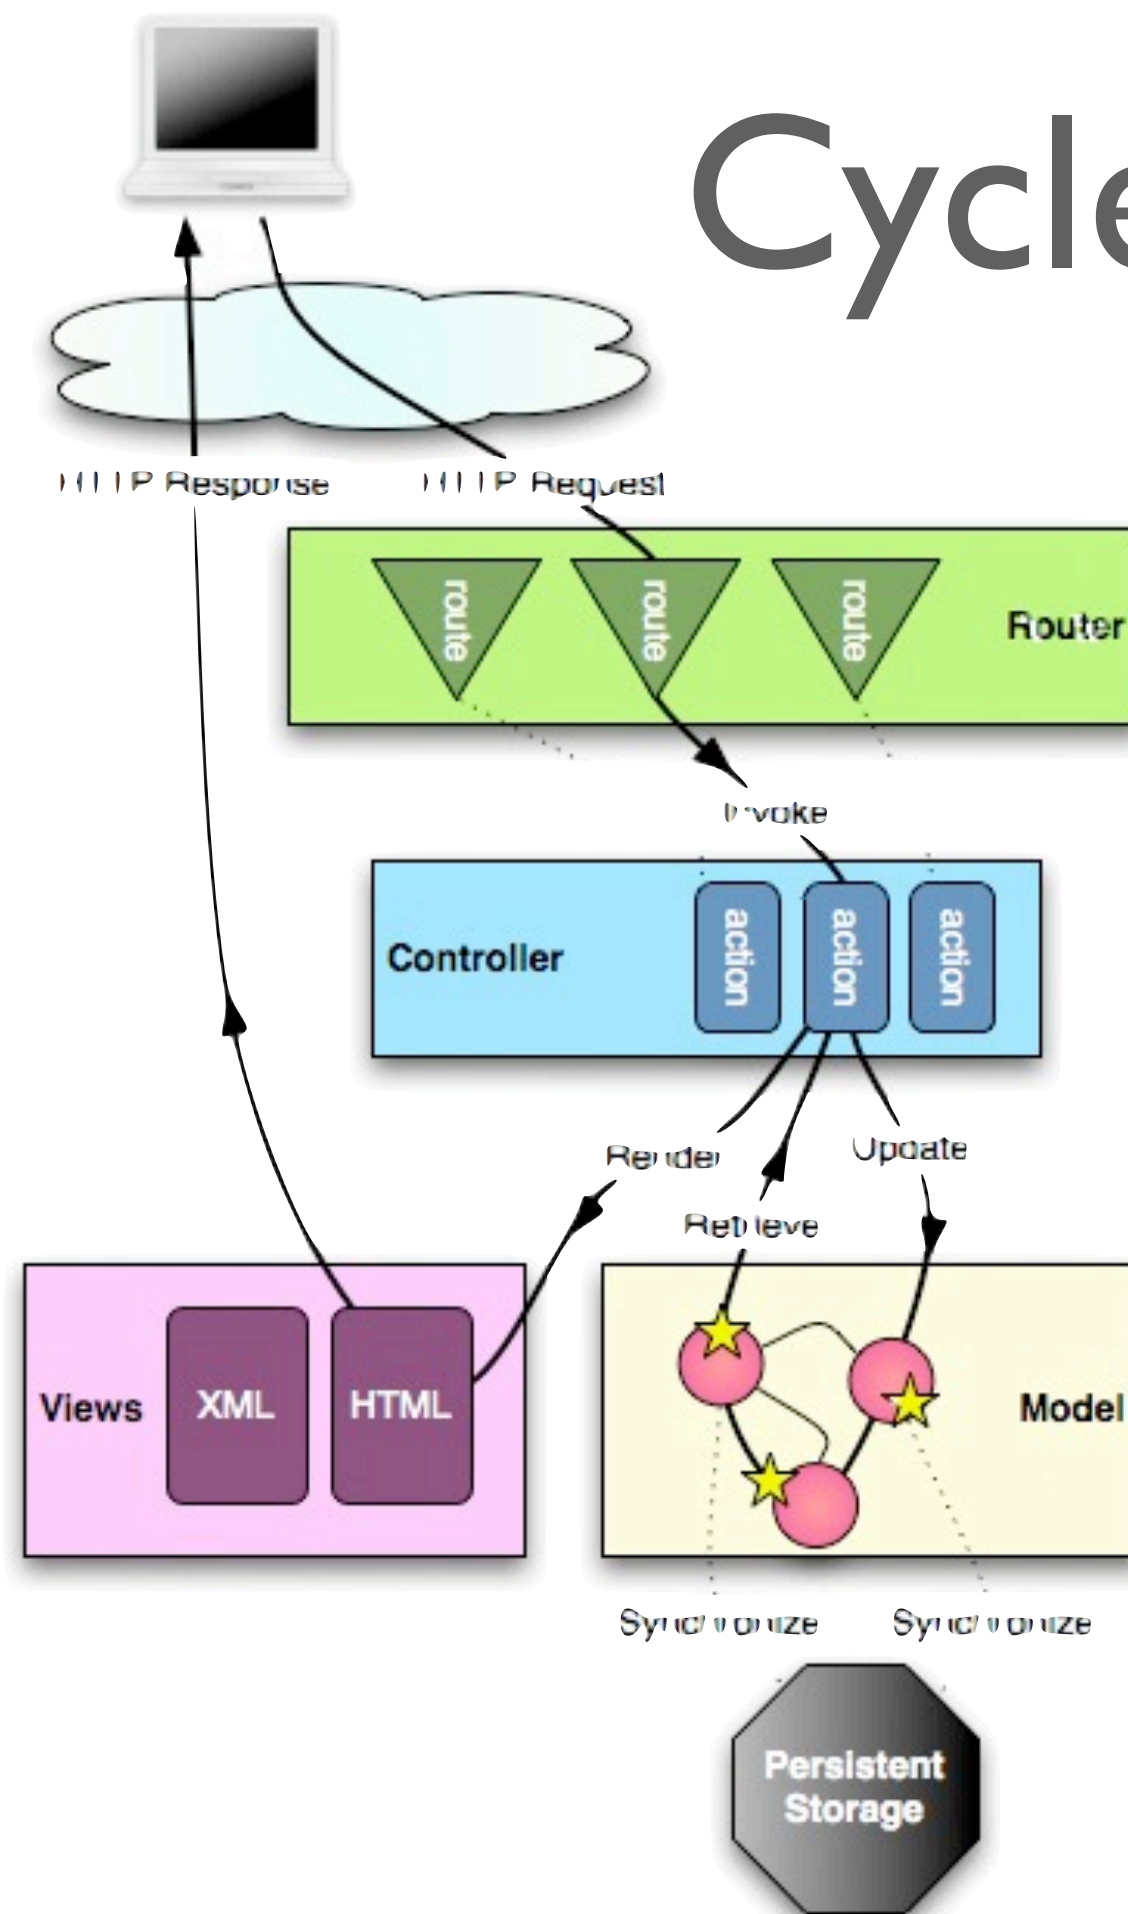 Cycle
HTTP Response
HTTP Request
route
route
route
Router
Invoke
Controller
action
action
action
Render
Update
Retrieve
Views
XML
HTML
Model
Synchronize
Synchronize
Persistent
Storage